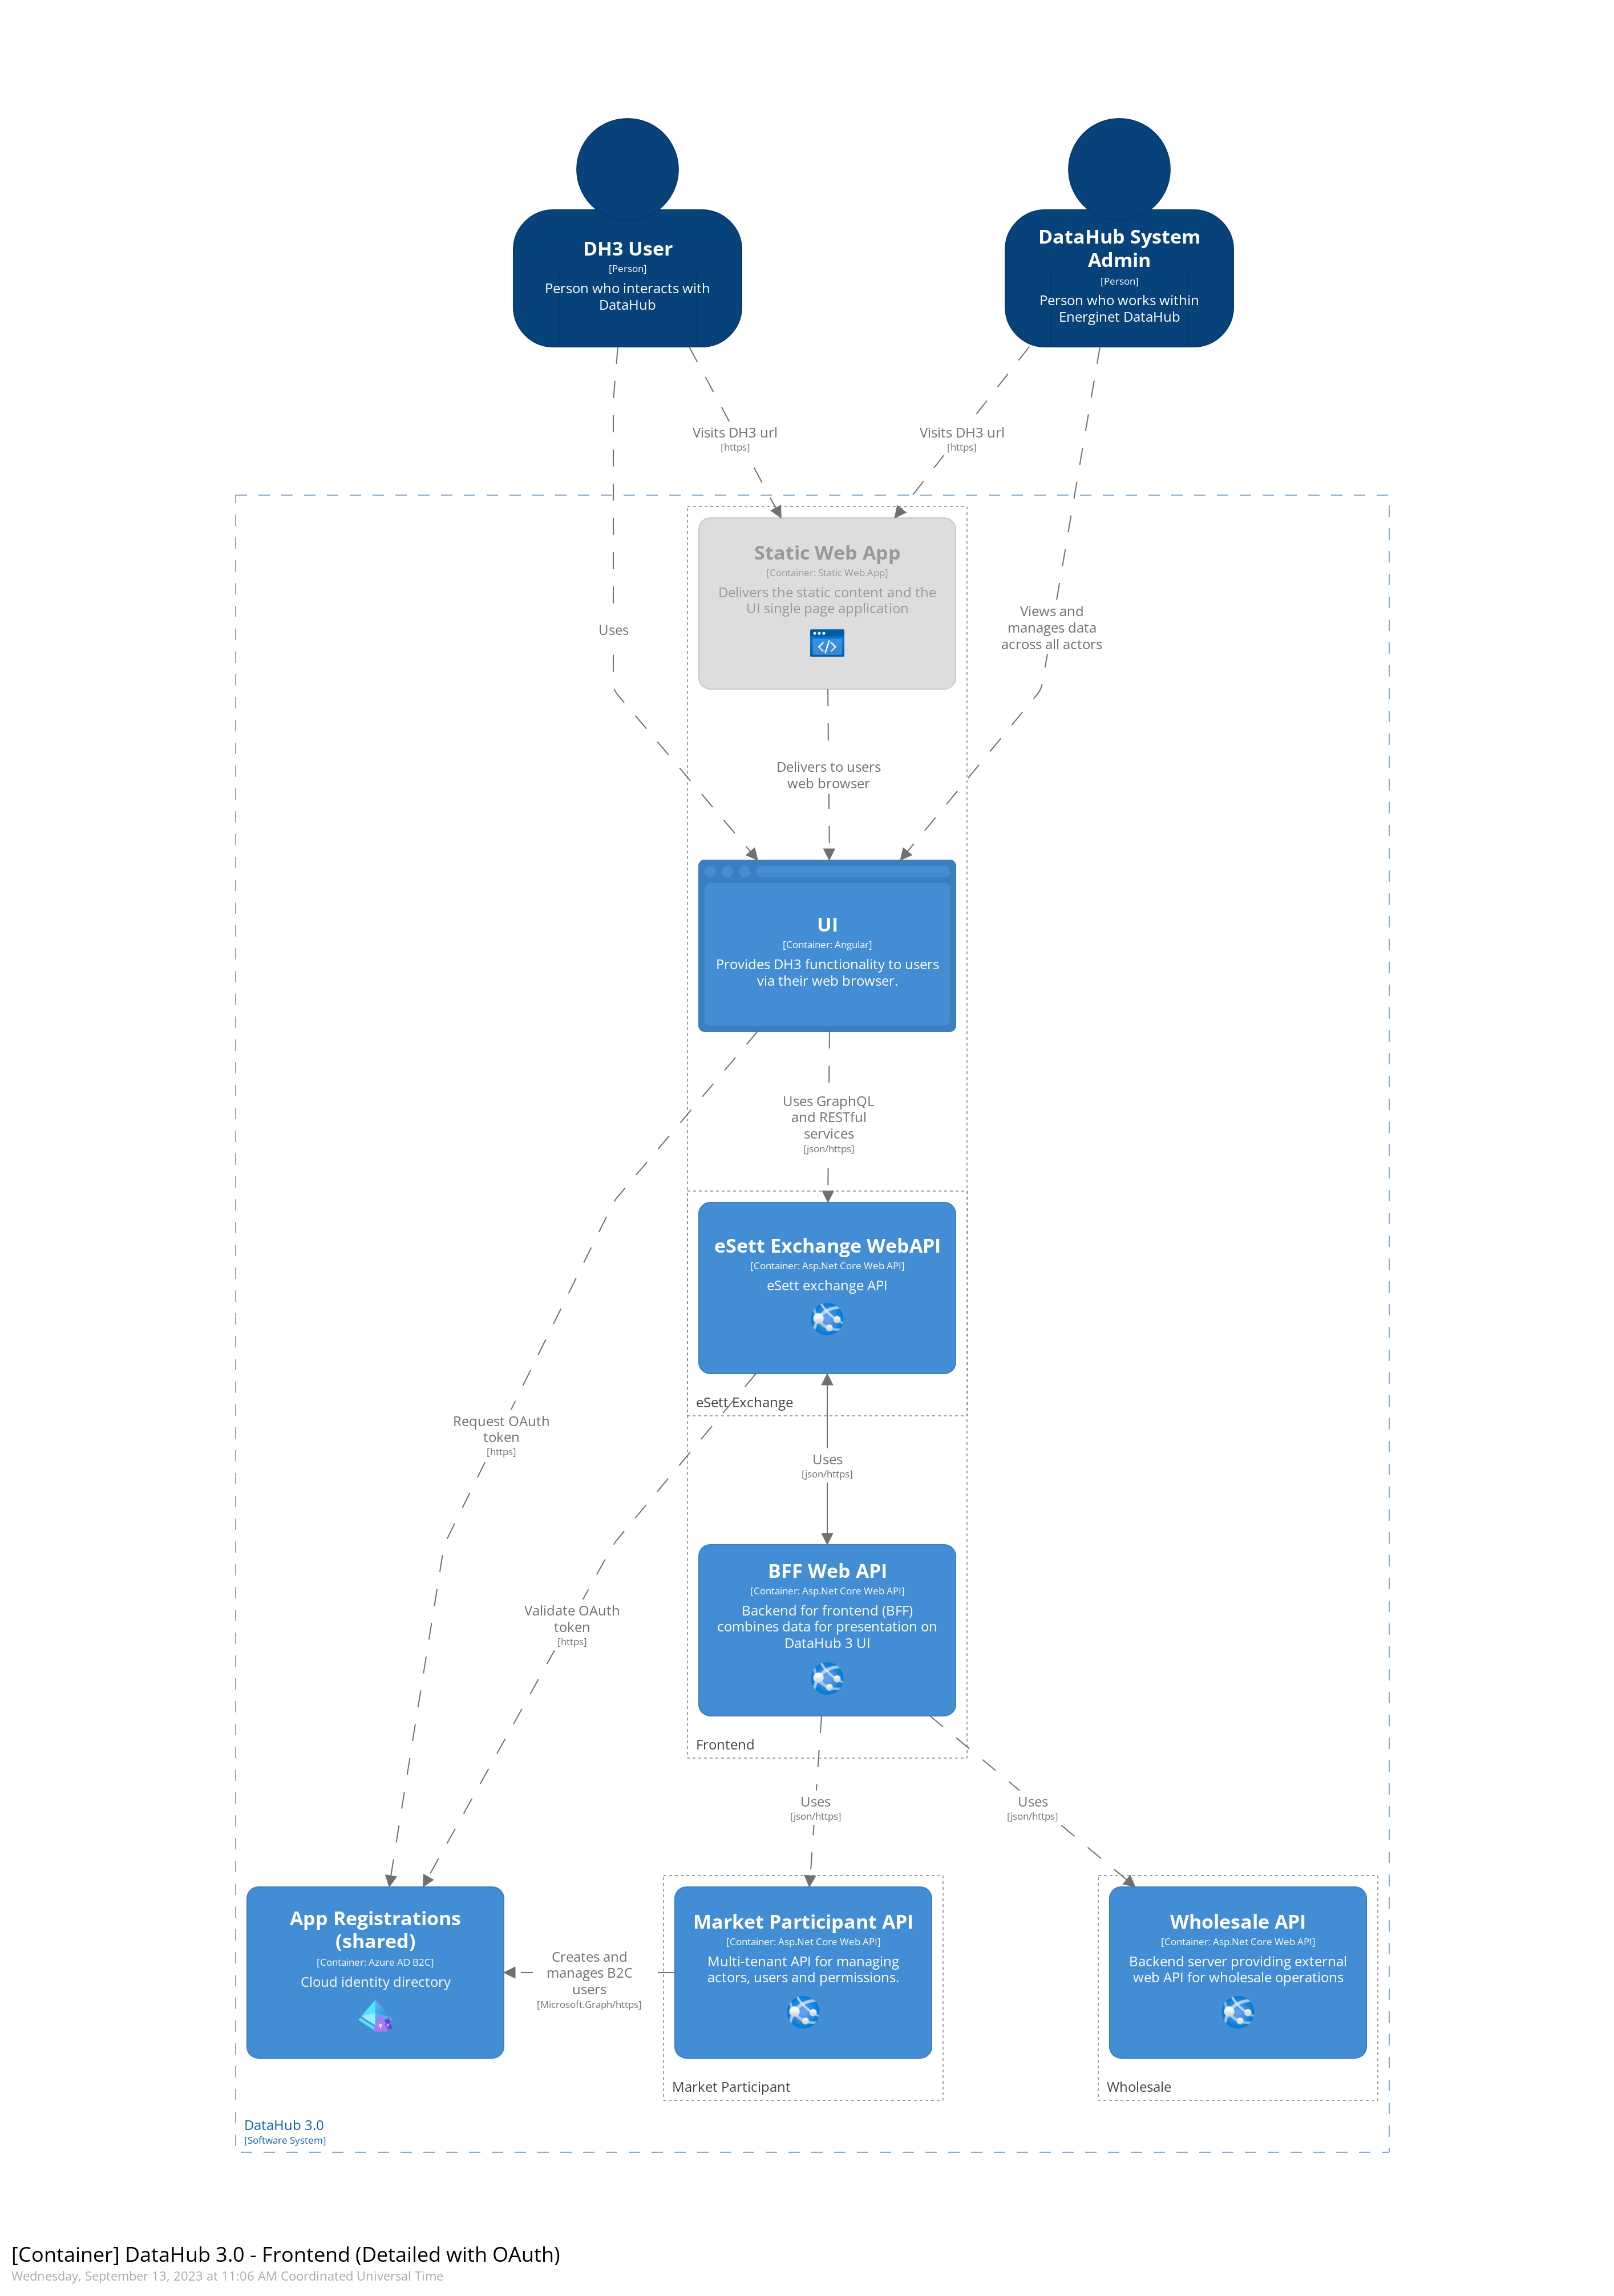 DH3 User
[Person]
Person who interacts with
DataHub
DataHub System
Admin
[Person]
Person who works within
Energinet DataHub
Visits DH3 url
[https]
Visits DH3 url
[https]
Static Web App
[Container: Static Web App]
Delivers the static content and the
UI single page application
Uses
Views and
manages data
across all actors
Delivers to users
web browser
UI
[Container: Angular]
Provides DH3 functionality to users
via their web browser.
Uses GraphQL
and RESTful
services
[json/https]
eSett Exchange WebAPI
[Container: Asp.Net Core Web API]
eSett exchange API
eSett Exchange
Request OAuth
token
[https]
Uses
[json/https]
BFF Web API
[Container: Asp.Net Core Web API]
Backend for frontend (BFF)
combines data for presentation on
DataHub 3 UI
Validate OAuth
token
[https]
Frontend
Uses
[json/https]
Uses
[json/https]
App Registrations
(shared)
[Container: Azure AD B2C]
Cloud identity directory
Creates and
manages B2C
users
[Microsoft.Graph/https]
Market Participant API
[Container: Asp.Net Core Web API]
Multi-tenant API for managing
actors, users and permissions.
Market Participant
Wholesale API
[Container: Asp.Net Core Web API]
Backend server providing external
web API for wholesale operations
Wholesale
DataHub 3.0
[Software System]
[Container] DataHub 3.0 - Frontend (Detailed with OAuth)
Wednesday, September 13, 2023 at 11:06 AM Coordinated Universal Time